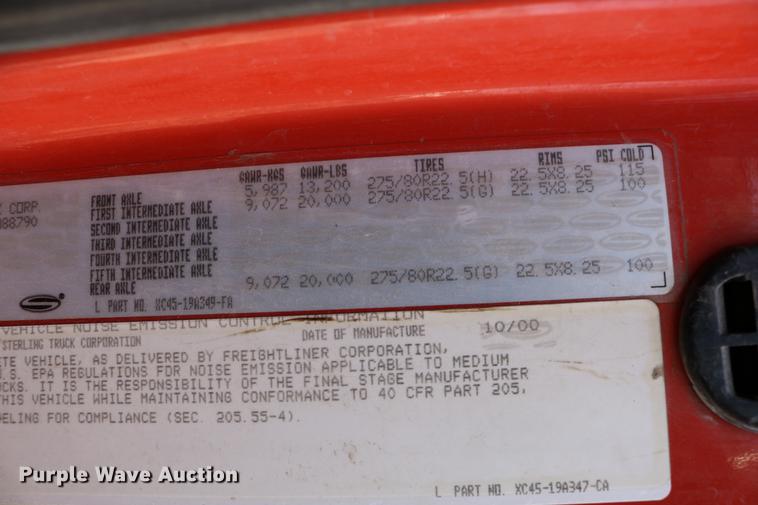 GAWR-KGS GAWR-LBS TIRES RIMS PSI COLD
FRONT AXLE 5,987 13,200 275/80R22.5(H) 22.5X8.25 115
FIRST INTERMEDIATE AXLE 9,072 20,000 275/80R22.5(G) 22.5X8.25 100
K CORP.
SECOND INTERMEDIATE AXLE
088790
THIRD INTERMEDIATE AXLE
FOURTH INTERMEDIATE AXLE
FIFTH INTERMEDIATE AXLE
REAR AXLE 9,072 20,000 275/80R22.5(G) 22.5X8.25 100
L PART NO. XC45-19A349-FA
VEHICLE NOISE EMISSION CONTROL INFORMATION
STERLING TRUCK CORPORATION DATE OF MANUFACTURE 10/00
ETE VEHICLE, AS DELIVERED BY FREIGHTLINER CORPORATION,
U.S. EPA REGULATIONS FOR NOISE EMISSION APPLICABLE TO MEDIUM
CKS. IT IS THE RESPONSIBILITY OF THE FINAL STAGE MANUFACTURER
THIS VEHICLE WHILE MAINTAINING CONFORMANCE TO 40 CFR PART 205,
ELING FOR COMPLIANCE (SEC. 205.55-4).
L PART NO. XC45-19A347-CA
Purple Wave Auction